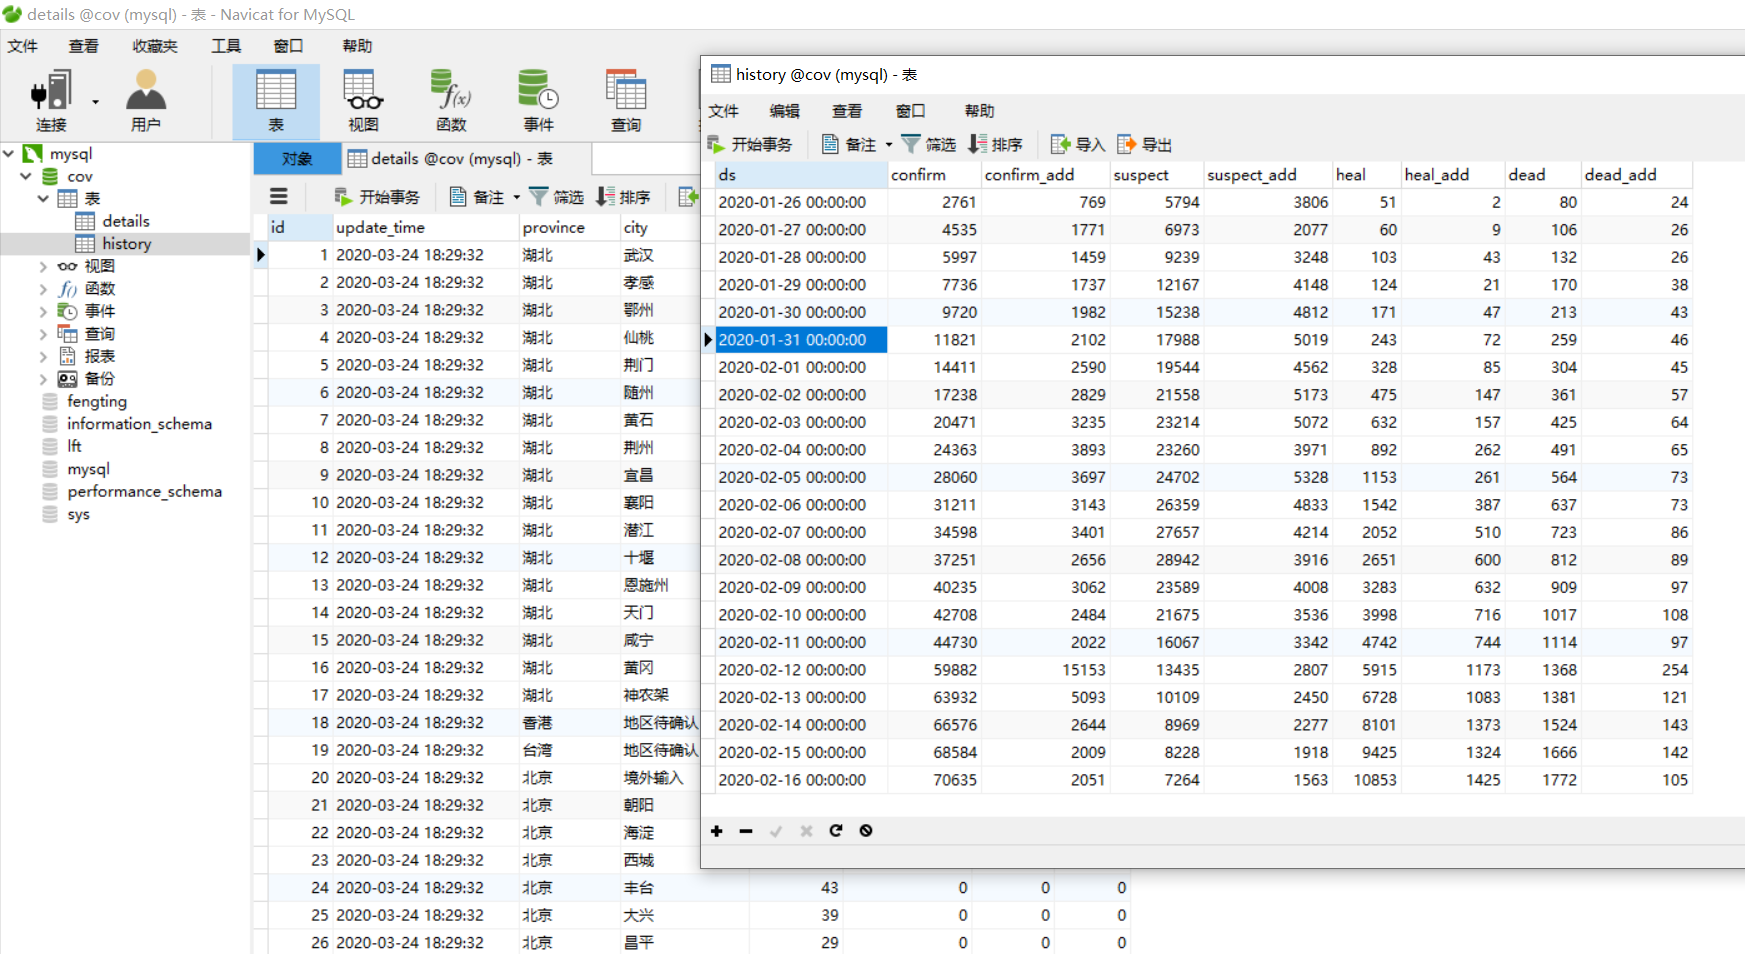 details @cov (mysql) - 表 - Navicat for MySQL
文件 查看 收藏夹 工具 窗口 帮助
连接 用户 表 视图 函数 事件 查询
mysql
cov
表
details
history
视图
函数
事件
查询
报表
备份
fengting
information_schema
lft
mysql
performance_schema
sys
对象 details @cov (mysql) - 表
开始事务 备注 筛选 排序
id update_time province city
1 2020-03-24 18:29:32 湖北 武汉
2 2020-03-24 18:29:32 湖北 孝感
3 2020-03-24 18:29:32 湖北 鄂州
4 2020-03-24 18:29:32 湖北 仙桃
5 2020-03-24 18:29:32 湖北 荆门
6 2020-03-24 18:29:32 湖北 随州
7 2020-03-24 18:29:32 湖北 黄石
8 2020-03-24 18:29:32 湖北 荆州
9 2020-03-24 18:29:32 湖北 宜昌
10 2020-03-24 18:29:32 湖北 襄阳
11 2020-03-24 18:29:32 湖北 潜江
12 2020-03-24 18:29:32 湖北 十堰
13 2020-03-24 18:29:32 湖北 恩施州
14 2020-03-24 18:29:32 湖北 天门
15 2020-03-24 18:29:32 湖北 咸宁
16 2020-03-24 18:29:32 湖北 黄冈
17 2020-03-24 18:29:32 湖北 神农架
18 2020-03-24 18:29:32 香港 地区待确认
19 2020-03-24 18:29:32 台湾 地区待确认
20 2020-03-24 18:29:32 北京 境外输入
21 2020-03-24 18:29:32 北京 朝阳
22 2020-03-24 18:29:32 北京 海淀
23 2020-03-24 18:29:32 北京 西城
24 2020-03-24 18:29:32 北京 丰台 43 0 0 0
25 2020-03-24 18:29:32 北京 大兴 39 0 0 0
26 2020-03-24 18:29:32 北京 昌平 29 0 0 0
history @cov (mysql) - 表
文件 编辑 查看 窗口 帮助
开始事务 备注 筛选 排序 导入 导出
ds confirm confirm_add suspect suspect_add heal heal_add dead dead_add
2020-01-26 00:00:00 2761 769 5794 3806 51 2 80 24
2020-01-27 00:00:00 4535 1771 6973 2077 60 9 106 26
2020-01-28 00:00:00 5997 1459 9239 3248 103 43 132 26
2020-01-29 00:00:00 7736 1737 12167 4148 124 21 170 38
2020-01-30 00:00:00 9720 1982 15238 4812 171 47 213 43
2020-01-31 00:00:00 11821 2102 17988 5019 243 72 259 46
2020-02-01 00:00:00 14411 2590 19544 4562 328 85 304 45
2020-02-02 00:00:00 17238 2829 21558 5173 475 147 361 57
2020-02-03 00:00:00 20471 3235 23214 5072 632 157 425 64
2020-02-04 00:00:00 24363 3893 23260 3971 892 262 491 65
2020-02-05 00:00:00 28060 3697 24702 5328 1153 261 564 73
2020-02-06 00:00:00 31211 3143 26359 4833 1542 387 637 73
2020-02-07 00:00:00 34598 3401 27657 4214 2052 510 723 86
2020-02-08 00:00:00 37251 2656 28942 3916 2651 600 812 89
2020-02-09 00:00:00 40235 3062 23589 4008 3283 632 909 97
2020-02-10 00:00:00 42708 2484 21675 3536 3998 716 1017 108
2020-02-11 00:00:00 44730 2022 16067 3342 4742 744 1114 97
2020-02-12 00:00:00 59882 15153 13435 2807 5915 1173 1368 254
2020-02-13 00:00:00 63932 5093 10109 2450 6728 1083 1381 121
2020-02-14 00:00:00 66576 2644 8969 2277 8101 1373 1524 143
2020-02-15 00:00:00 68584 2009 8228 1918 9425 1324 1666 142
2020-02-16 00:00:00 70635 2051 7264 1563 10853 1425 1772 105